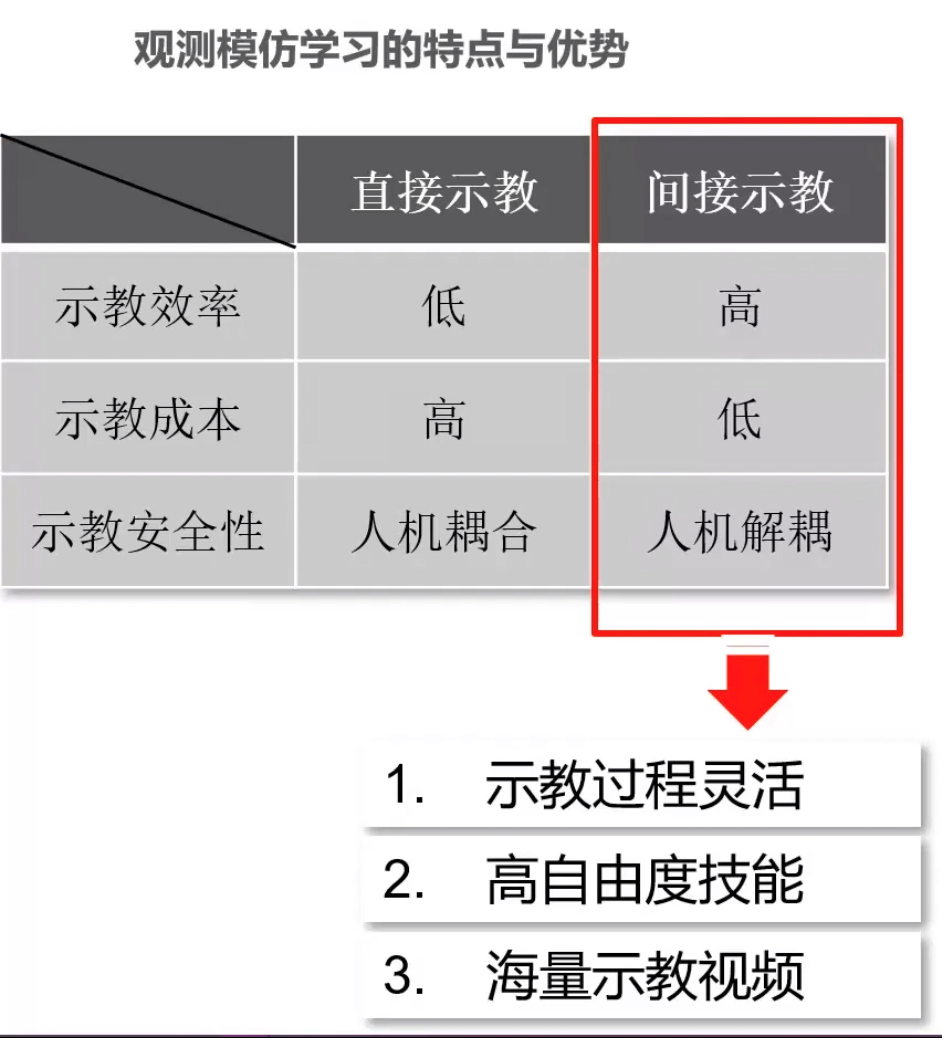 观测模仿学习的特点与优势
直接示教 间接示教
示教效率 低 高
示教成本 高 低
示教安全性 人机耦合 人机解耦
1. 示教过程灵活
2. 高自由度技能
3. 海量示教视频